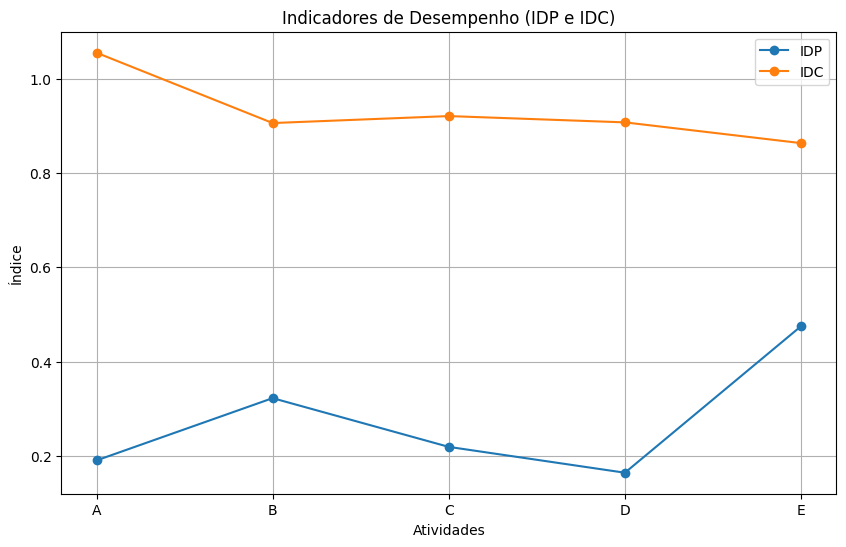 Indicadores de Desempenho (IDP e IDC)
IDP
IDC
1.0
0.8
0.6
0.4
0.2
Índice
A B C D E
Atividades